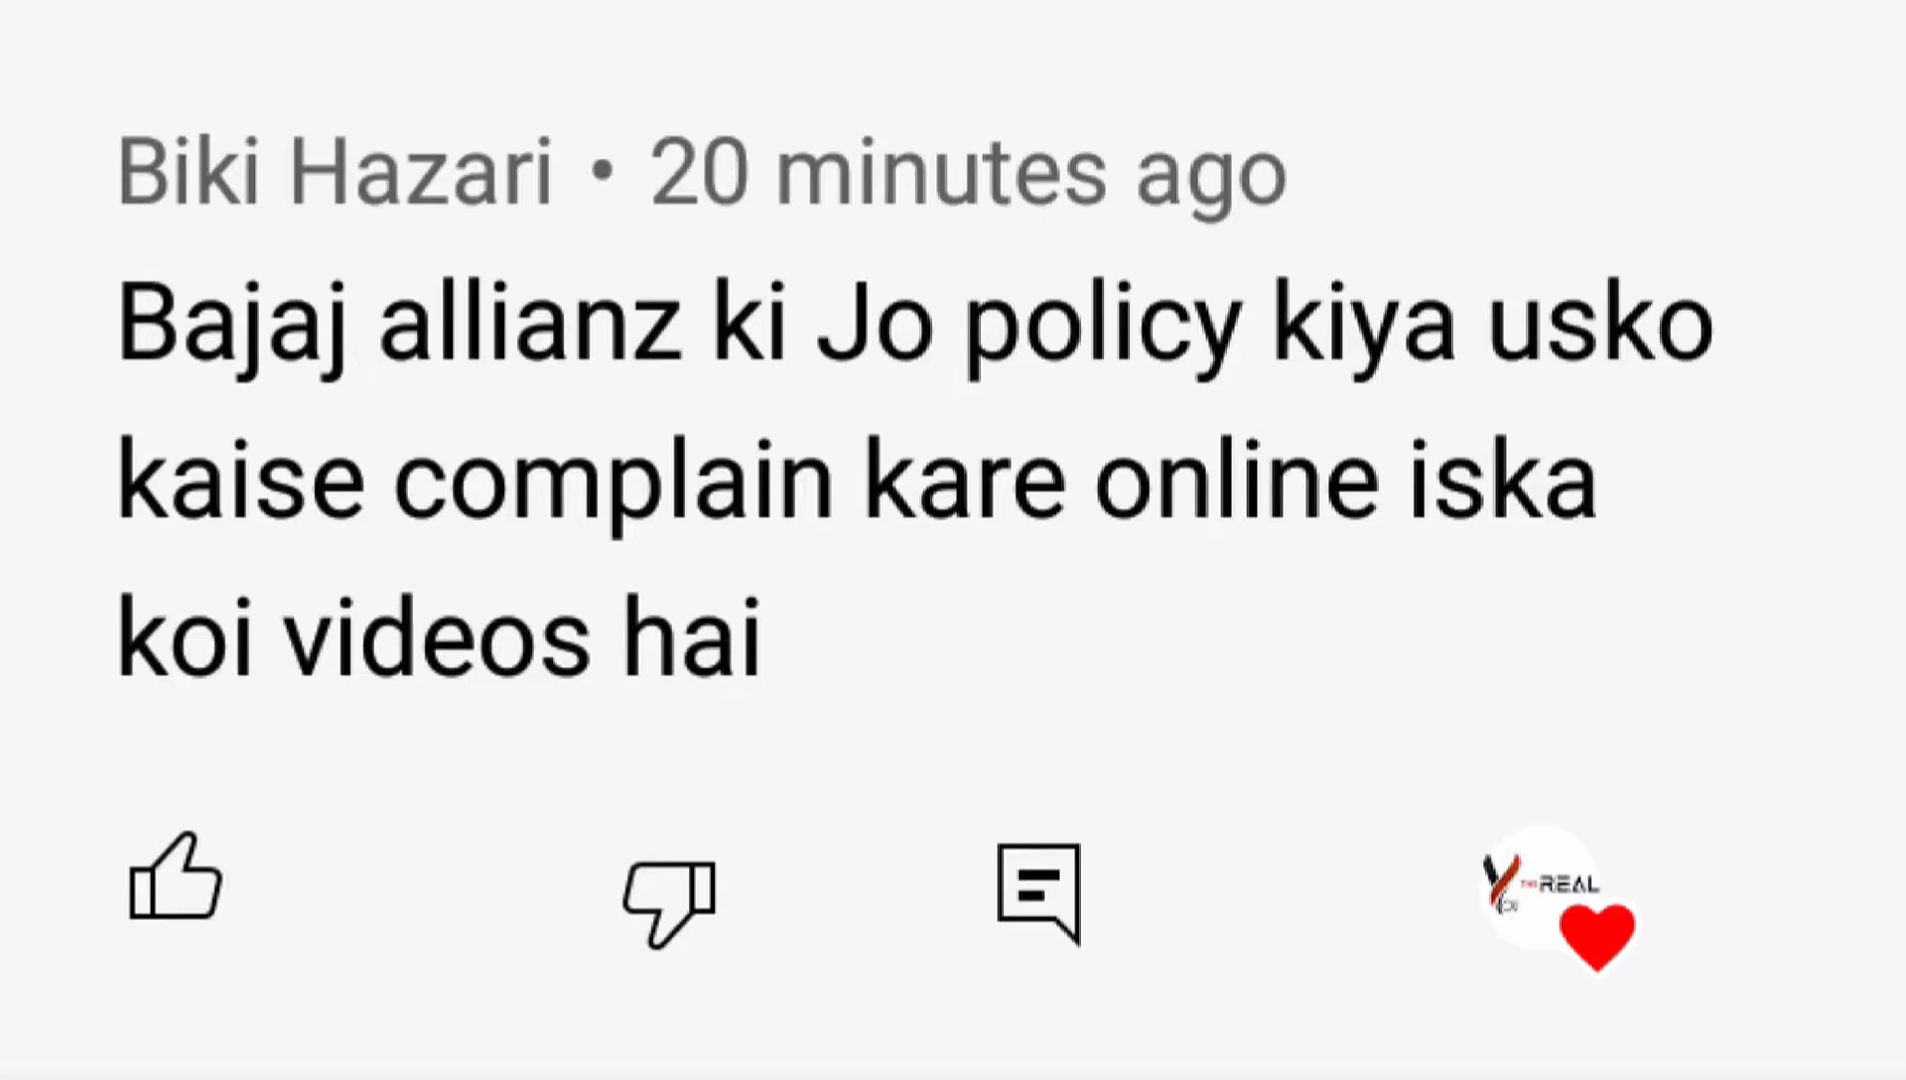 Biki Hazari • 20 minutes ago
Bajaj allianz ki Jo policy kiya usko
kaise complain kare online iska
koi videos hai
THE REAL